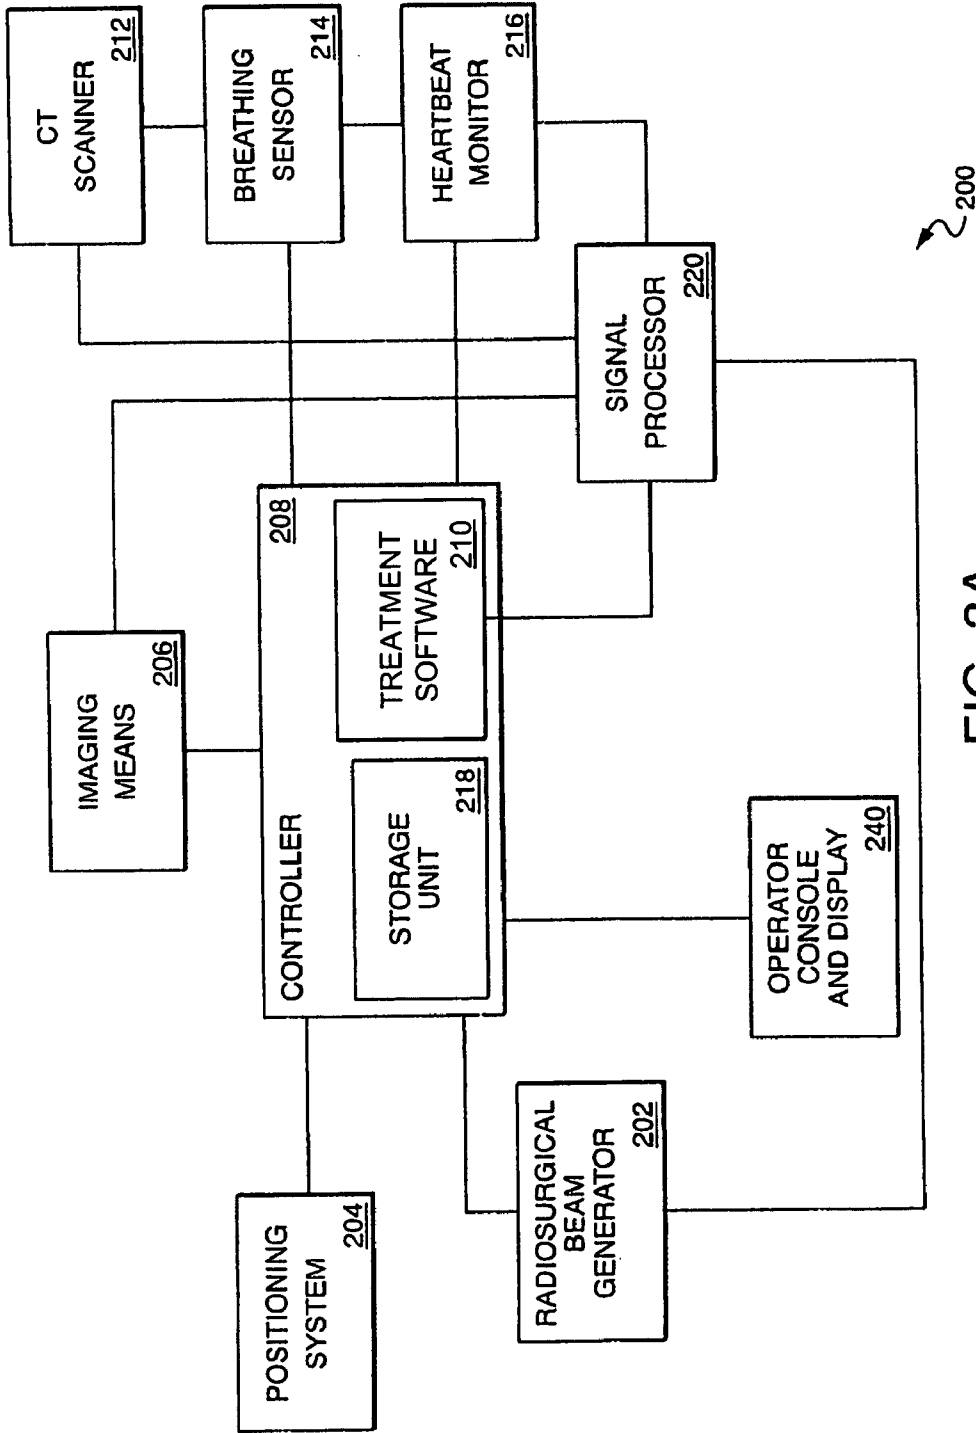 IMAGING
MEANS
206
CT
SCANNER
212
POSITIONING
SYSTEM
204
CONTROLLER
208
STORAGE
UNIT
218
TREATMENT
SOFTWARE
210
BREATHING
SENSOR
214
HEARTBEAT
MONITOR
216
RADIOSURGICAL
BEAM
GENERATOR
202
SIGNAL
PROCESSOR
220
OPERATOR
CONSOLE
AND DISPLAY
240
200
FIG.